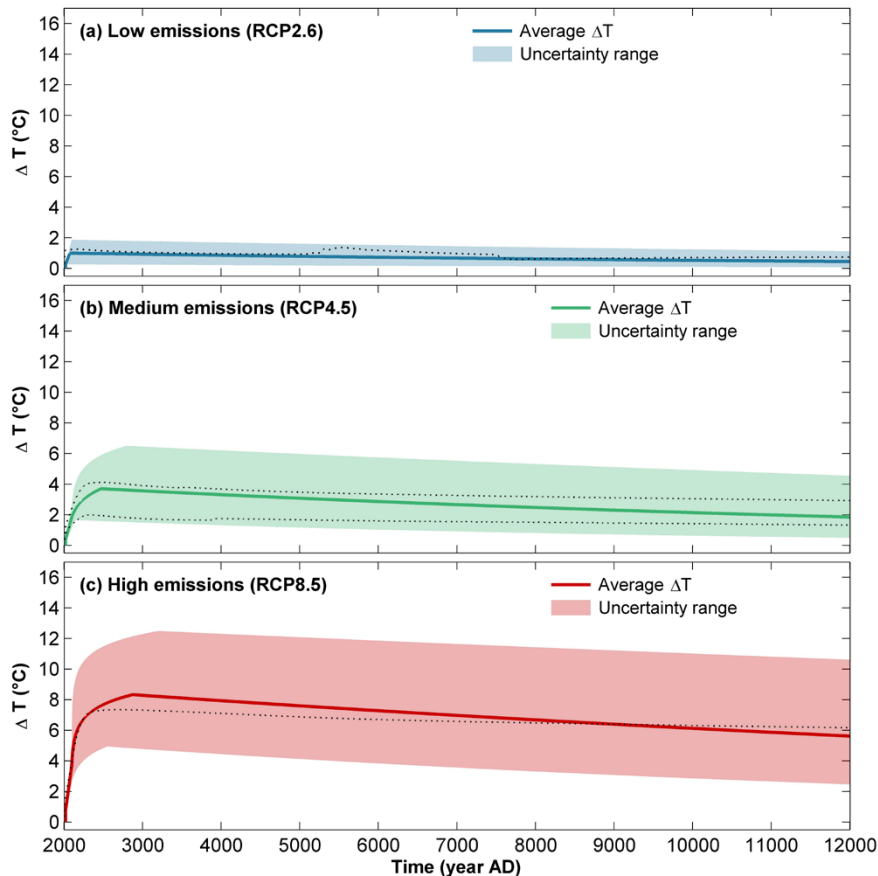 (a) Low emissions (RCP2.6)
Average ΔT
Uncertainty range
16
14
12
10
8
6
4
2
0
Δ T (°C)
(b) Medium emissions (RCP4.5)
Average ΔT
Uncertainty range
16
14
12
10
8
6
4
2
0
Δ T (°C)
(c) High emissions (RCP8.5)
Average ΔT
Uncertainty range
16
14
12
10
8
6
4
2
0
Δ T (°C)
2000 3000 4000 5000 6000 7000 8000 9000 10000 11000 12000
Time (year AD)